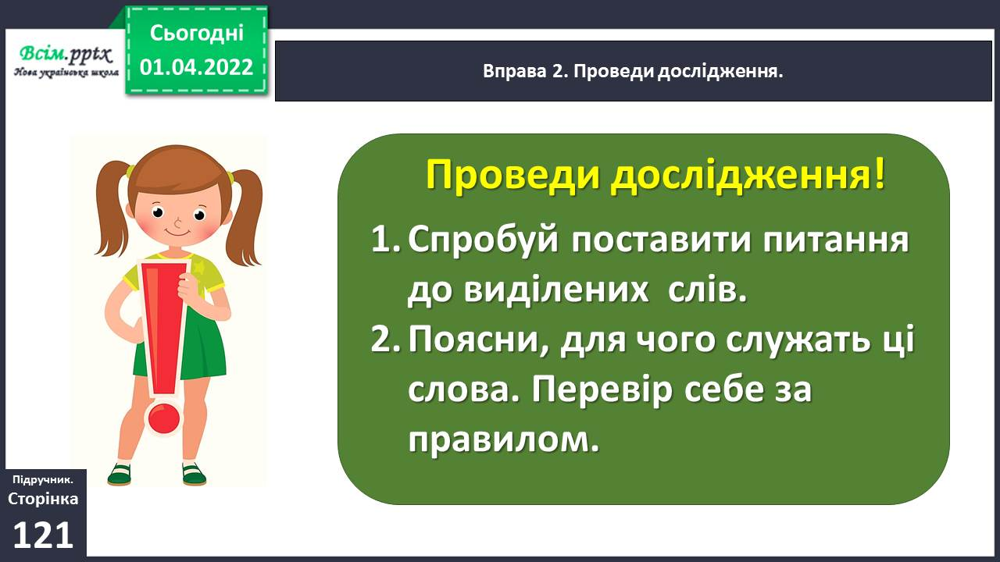 Всім.pptx
Нова українська школа
Сьогодні
01.04.2022
Вправа 2. Проведи дослідження.
Проведи дослідження!
1. Спробуй поставити питання
до виділених слів.
2. Поясни, для чого служать ці
слова. Перевір себе за
правилом.
Підручник.
Сторінка
121